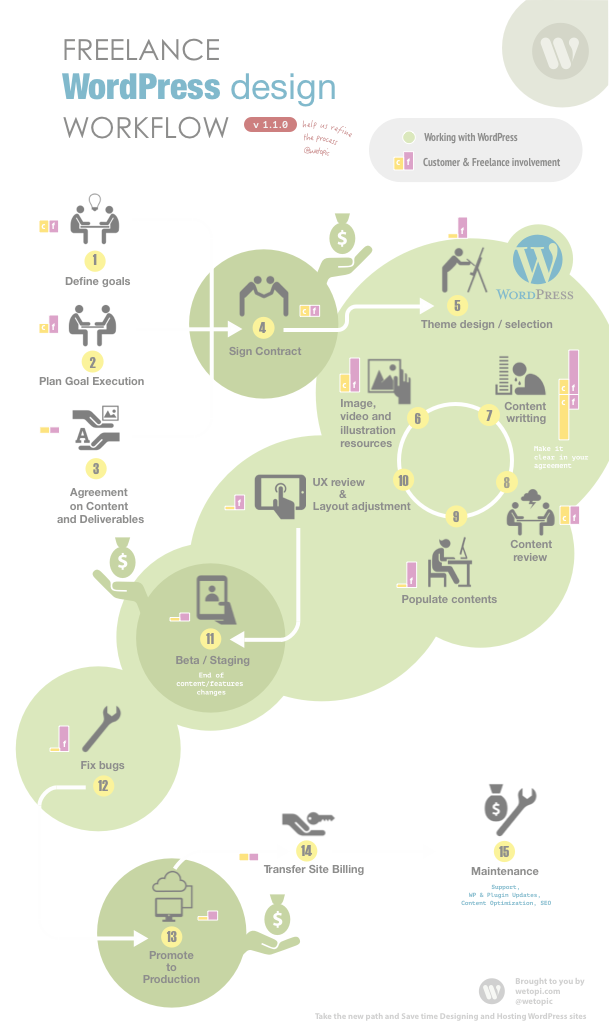 FREELANCE
WordPress design
WORKFLOW
v 1.1.0
help us refine
the process
@wetopic
Working with WordPress
c f
Customer & Freelance involvement
c f
1
Define goals
c f
2
Plan Goal Execution
A
3
Agreement
on Content
and Deliverables
$
c f
4
Sign Contract
f
5
Theme design / selection
W
WORDPRESS
c f
Image,
video and
illustration
resources
6
7
Content
writting
f
c f
Make it
clear in your
agreement
8
c f
Content
review
9
f
Populate contents
10
f
UX review
&
Layout adjustment
$
11
Beta / Staging
End of
content/features
changes
f
Fix bugs
12
13
Promote
to
Production
$
14
Transfer Site Billing
$
15
Maintenance
Support,
WP & Plugin Updates,
Content Optimization, SEO
Brought to you by
wetopi.com
@wetopic
Take the new path and Save time Designing and Hosting WordPress sites